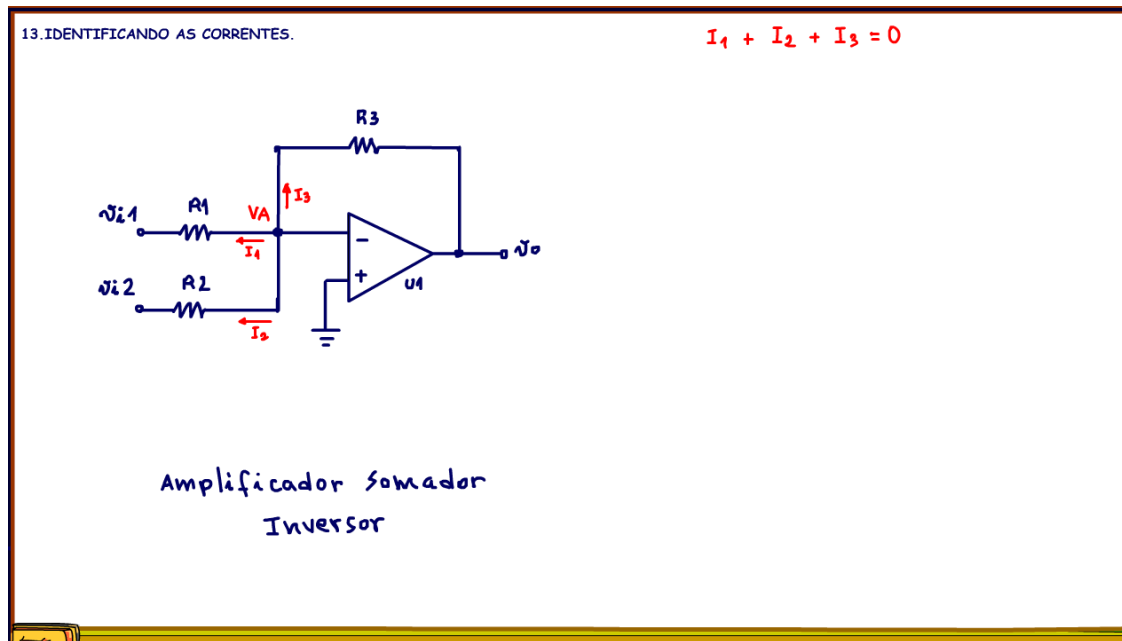 13.IDENTIFICANDO AS CORRENTES.
I1 + I2 + I3 = 0
R3
I3
vi1
R1
VA
I1
-
vo
vi2
R2
+
U1
I2
Amplificador Somador
Inversor